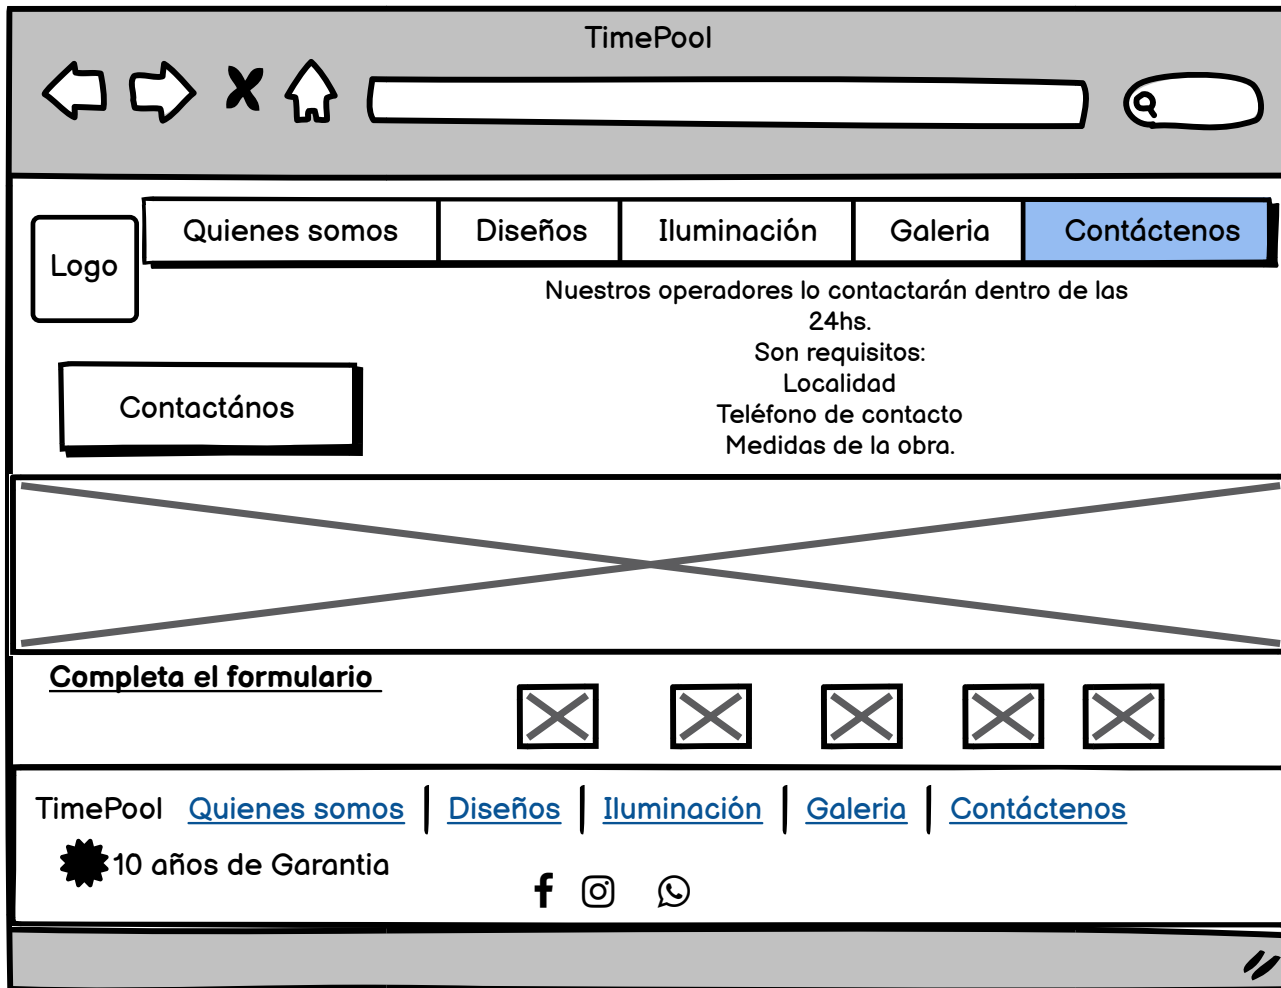 TimePool
Quienes somos Diseños Iluminación Galeria Contáctenos
Logo
Nuestros operadores lo contactarán dentro de las
24hs.
Son requisitos:
Localidad
Teléfono de contacto
Medidas de la obra.
Contactános
Completa el formulario
TimePool Quienes somos Diseños Iluminación Galeria Contáctenos
10 años de Garantia